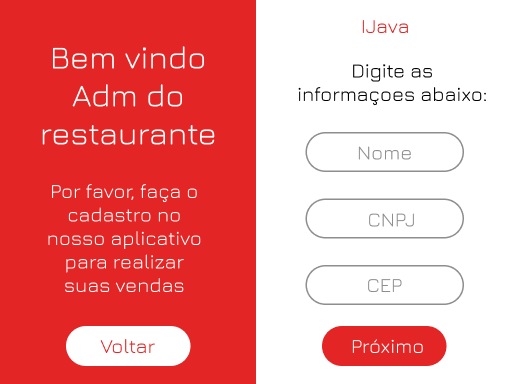 Bem vindo
Adm do
restaurante
Por favor, faça o
cadastro no
nosso aplicativo
para realizar
suas vendas
Voltar
IJava
Digite as
informaçoes abaixo:
Nome
CNPJ
CEP
Próximo